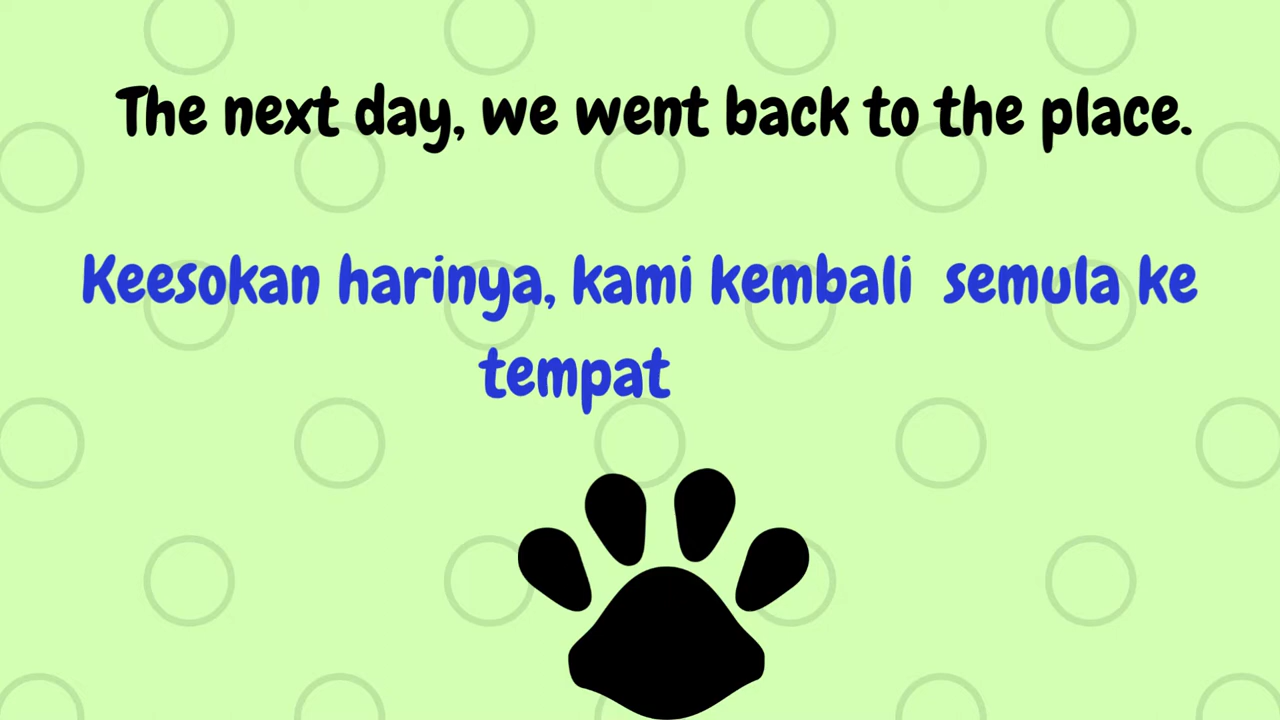 The next day, we went back to the place.
Keesokan harinya, kami kembali semula ke
tempat